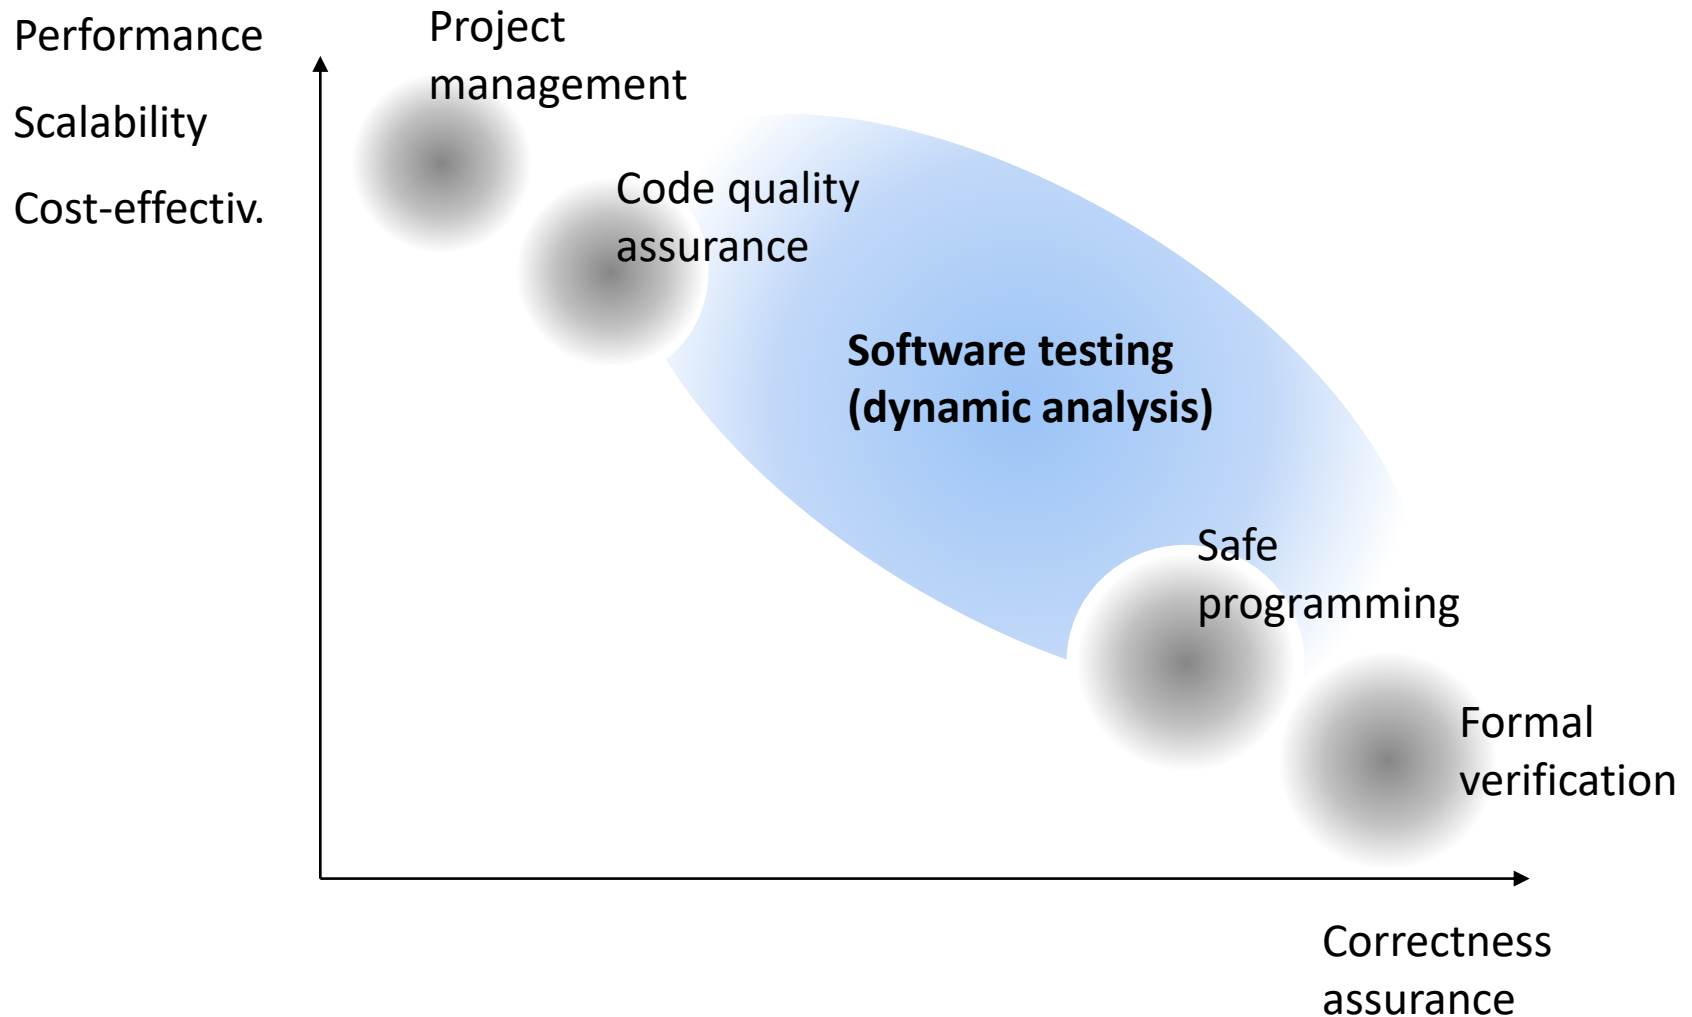 Performance
Scalability
Cost-effectiv.
Project
management
Code quality
assurance
Software testing
(dynamic analysis)
Safe
programming
Formal
verification
Correctness
assurance